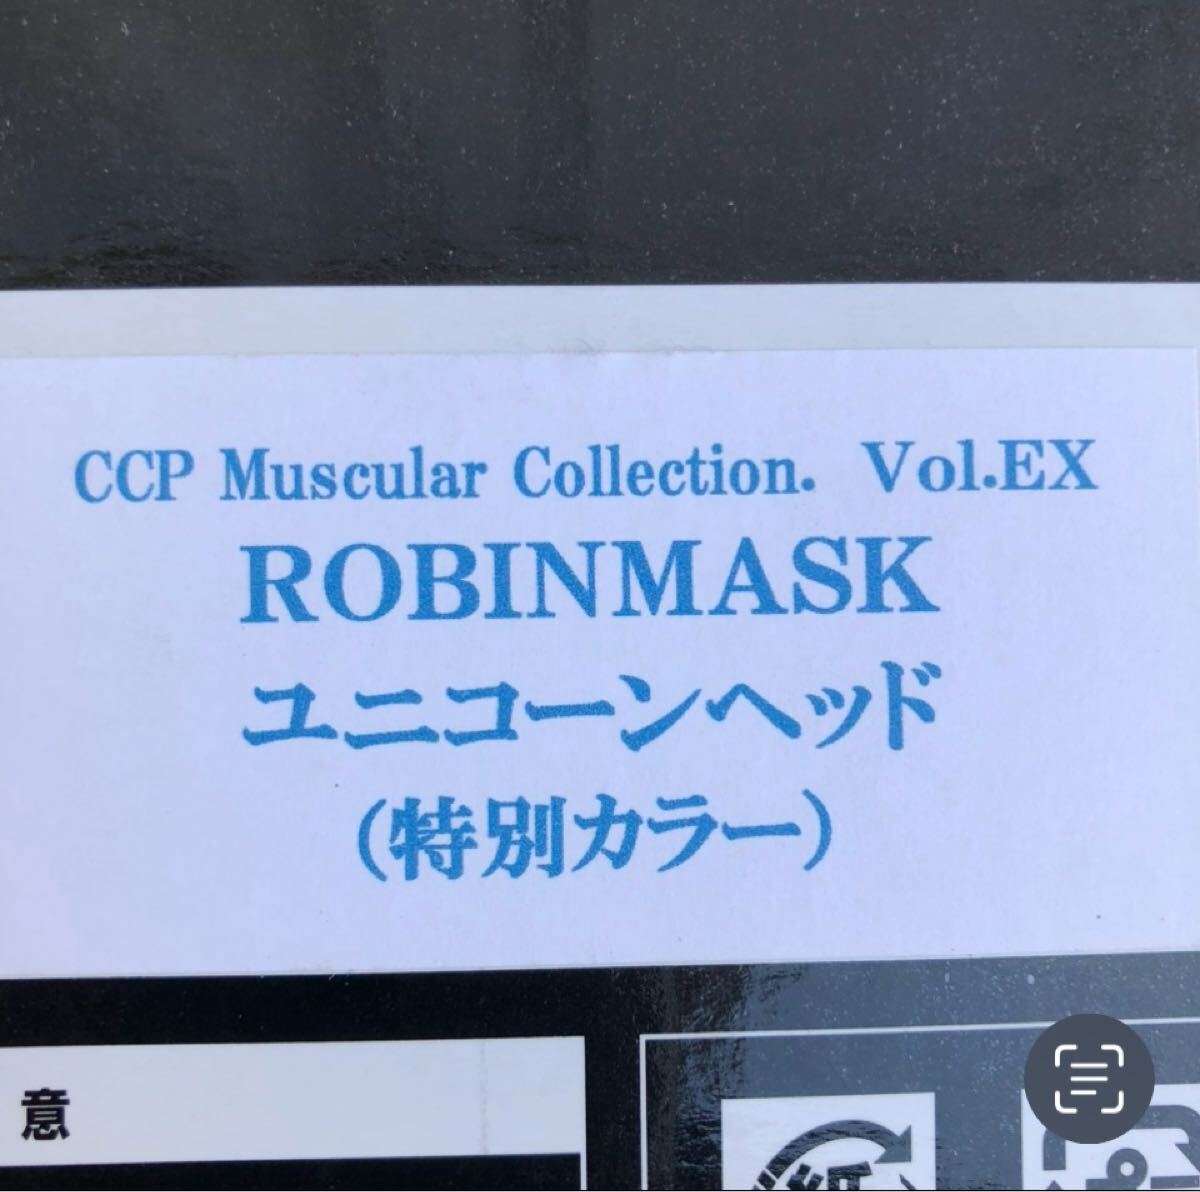 CCP Muscular Collection. Vol.EX
ROBINMASK
ユニコーンヘッド
(特別カラー)
意